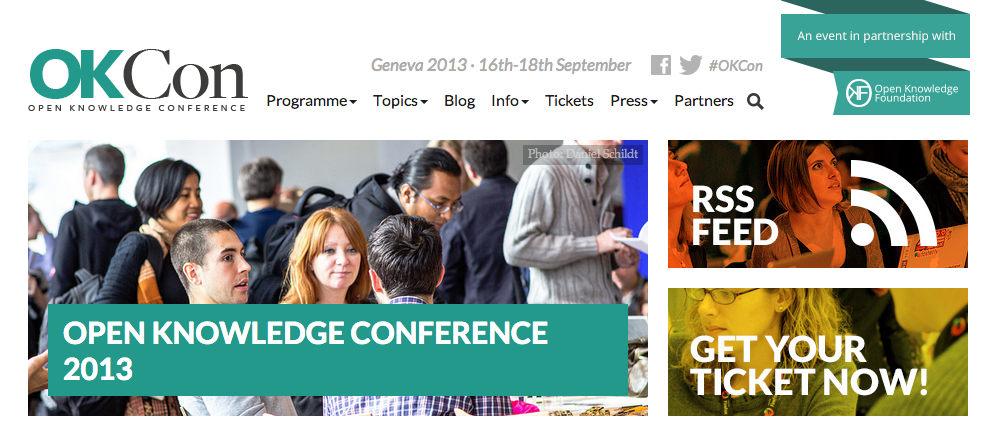 An event in partnership with
OKCon
OPEN KNOWLEDGE CONFERENCE
Geneva 2013 · 16th-18th September
#OKCon
Open Knowledge
Foundation
Programme
Topics
Blog
Info
Tickets
Press
Partners
Photo: Daniel Schildt
OPEN KNOWLEDGE CONFERENCE
2013
RSS
FEED
GET YOUR
TICKET NOW!